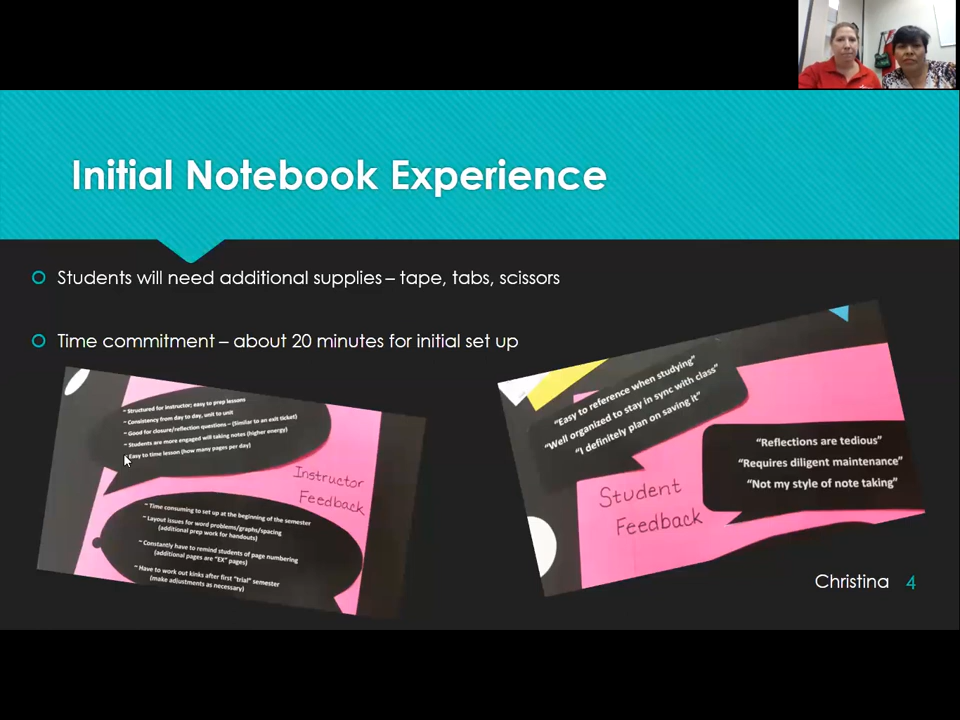 Initial Notebook Experience
Students will need additional supplies – tape, tabs, scissors
Time commitment – about 20 minutes for initial set up
~ Structured for instructor; easy to prep lessons
~ Consistency from day to day, unit to unit
~ Good for closure/reflection questions – (Similar to an exit ticket)
~ Students are more engaged will taking notes (higher energy)
~ Easy to time lesson (how many pages per day)
Instructor
Feedback
~ Time consuming to set up at the beginning of the semester
~ Layout issues for word problems/graphs/spacing
(additional prep work for handouts)
~ Constantly have to remind students of page numbering
(additional pages are "EX" pages)
~ Have to work out kinks after first "trial" semester
(make adjustments as necessary)
"Easy to reference when studying"
"Well organized to stay in sync with class"
"I definitely plan on saving it"
Student
Feedback
"Reflections are tedious"
"Requires diligent maintenance"
"Not my style of note taking"
Christina 4